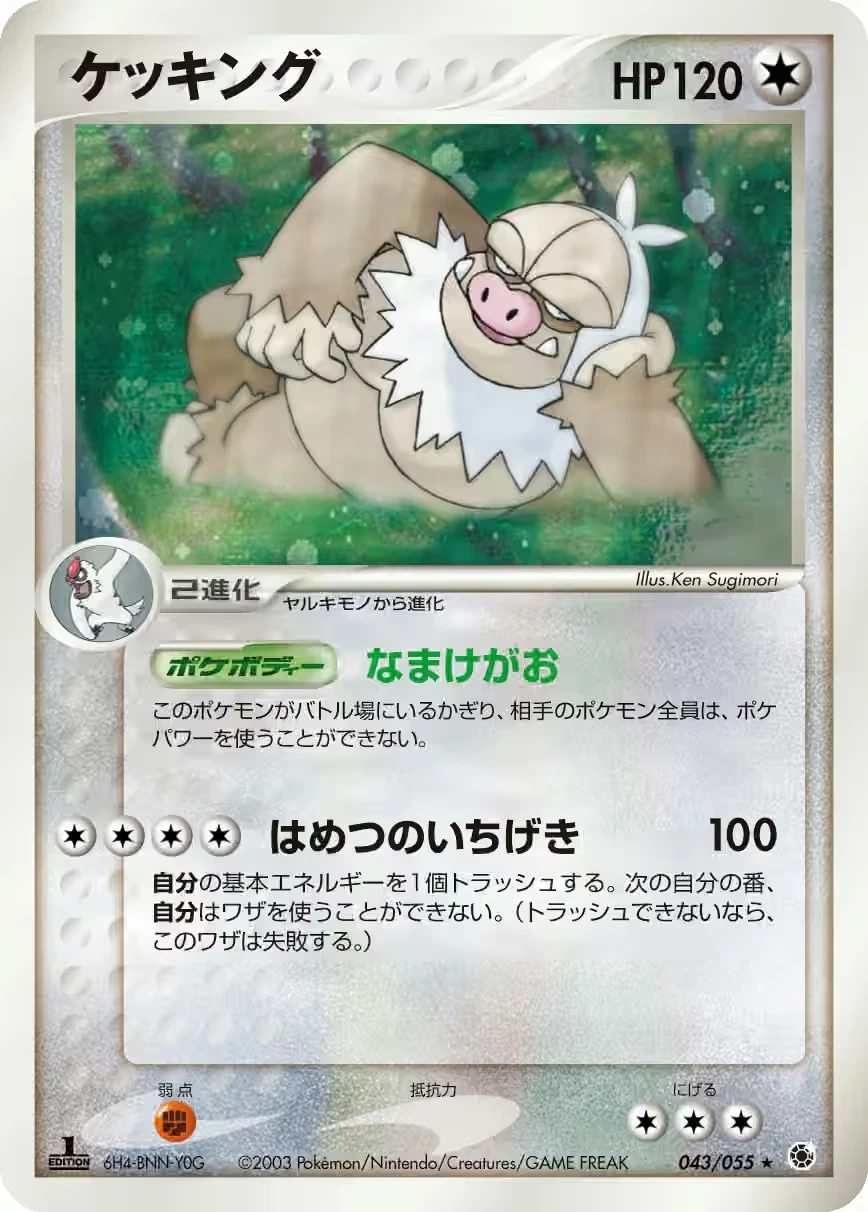 ケッキング HP 120
Illus.Ken Sugimori
2進化
ヤルキモノから進化
ポケボディー なまけがお
このポケモンがバトル場にいるかぎり、相手のポケモン全員は、ポケ
パワーを使うことができない。
はめつのいちげき 100
自分の基本エネルギーを1個トラッシュする。次の自分の番、
自分はワザを使うことができない。（トラッシュできないなら、
このワザは失敗する。）
弱点 抵抗力 にげる
1 EDITION 6H4-BNN-Y0G ©2003 Pokémon/Nintendo/Creatures/GAME FREAK 043/055 ★